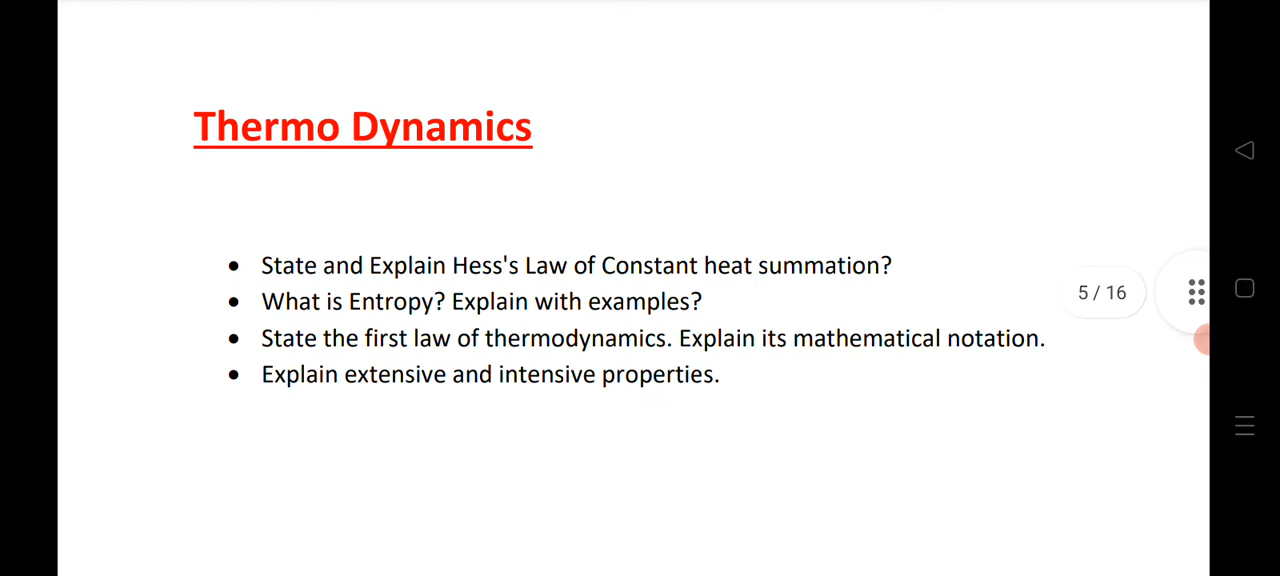 Thermo Dynamics
• State and Explain Hess's Law of Constant heat summation?
• What is Entropy? Explain with examples?
• State the first law of thermodynamics. Explain its mathematical notation.
• Explain extensive and intensive properties.
5 / 16